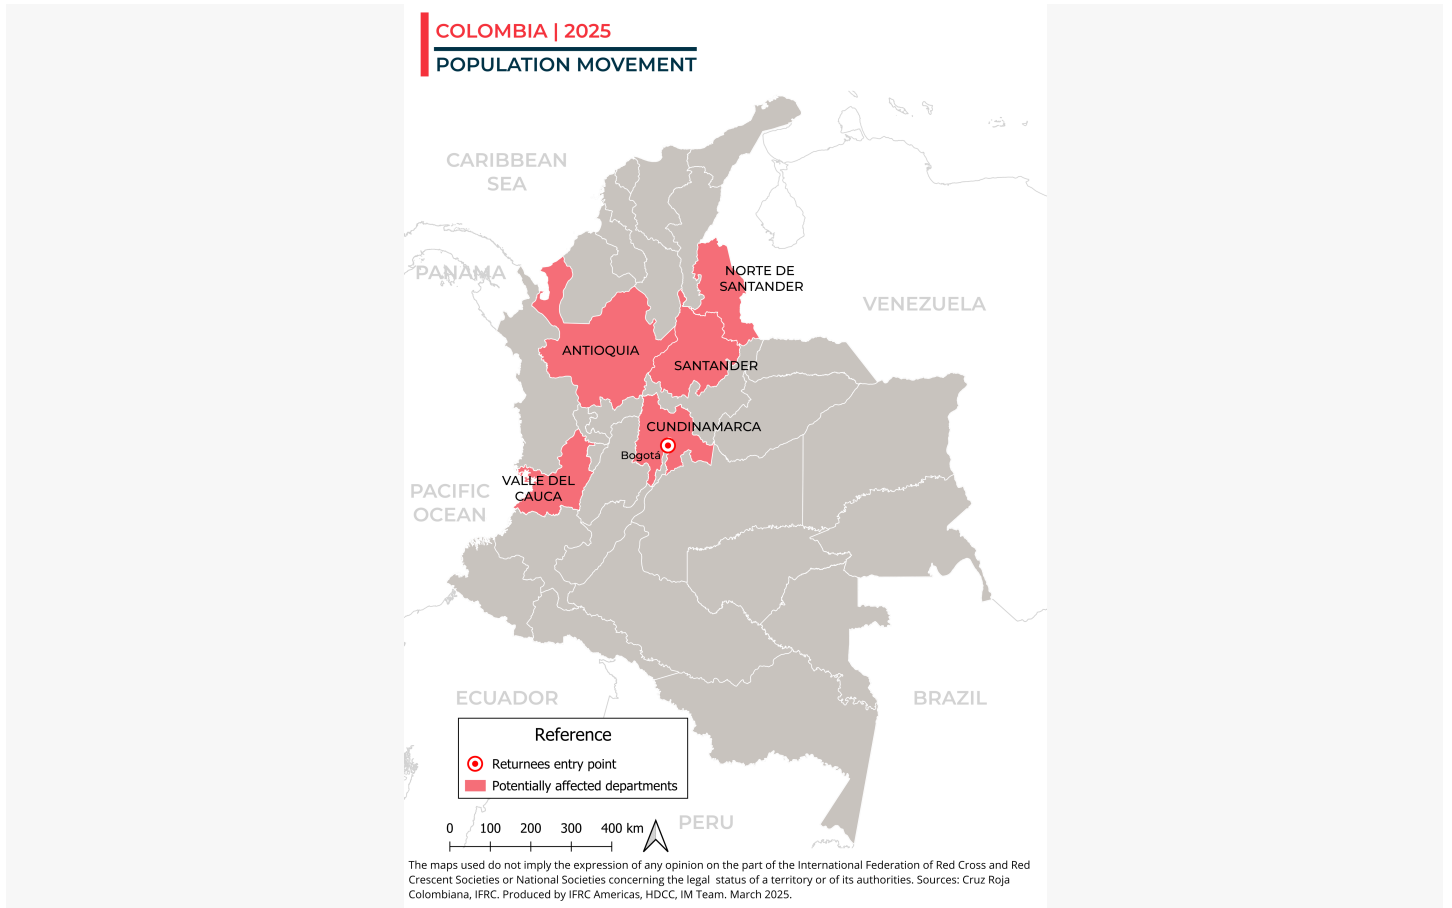 COLOMBIA | 2025
POPULATION MOVEMENT
CARIBBEAN
SEA
PANAMA
NORTE DE
SANTANDER
VENEZUELA
ANTIOQUIA
SANTANDER
CUNDINAMARCA
Bogotá
VALLE DEL
CAUCA
PACIFIC
OCEAN
ECUADOR
BRAZIL
Reference
Returnees entry point
Potentially affected departments
PERU
0 100 200 300 400 km
The maps used do not imply the expression of any opinion on the part of the International Federation of Red Cross and Red
Crescent Societies or National Societies concerning the legal status of a territory or of its authorities. Sources: Cruz Roja
Colombiana, IFRC. Produced by IFRC Americas, HDCC, IM Team. March 2025.